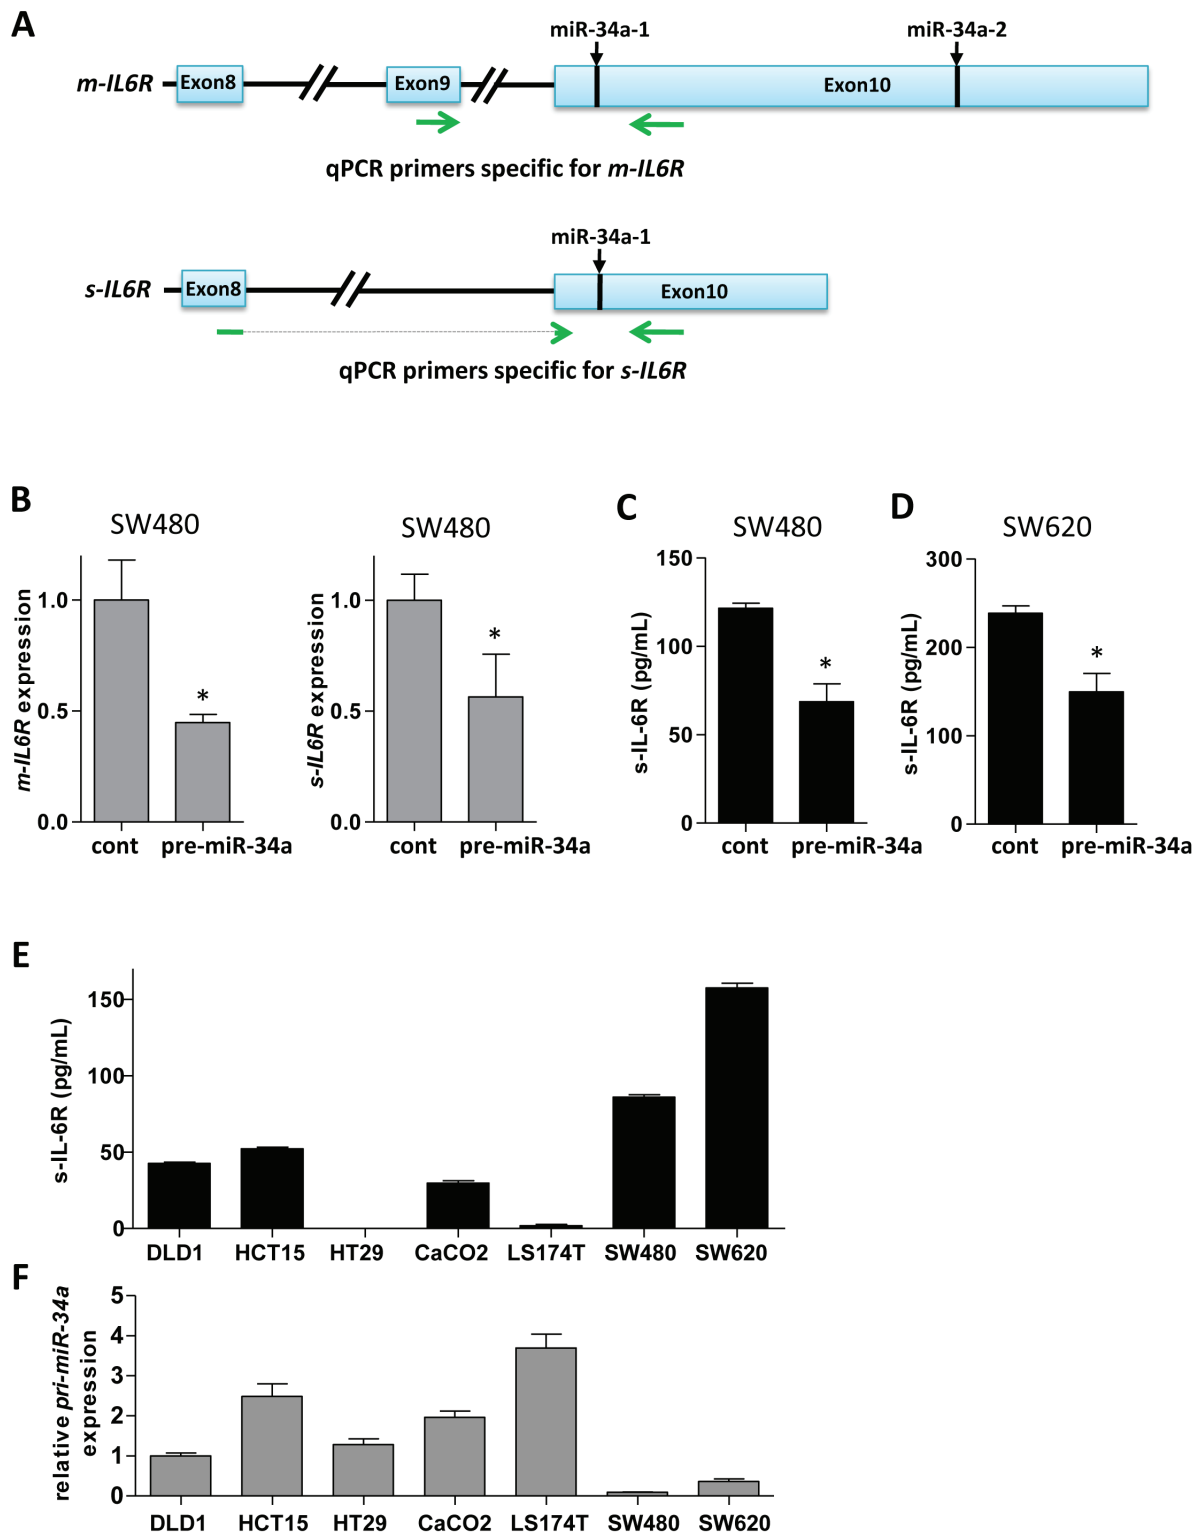 A
miR-34a-1 miR-34a-2
m-IL6R Exon8 Exon9 Exon10
qPCR primers specific for m-IL6R
miR-34a-1
s-IL6R Exon8 Exon10
qPCR primers specific for s-IL6R
B
SW480
m-IL6R expression
1.0
0.5
0.0
cont pre-miR-34a
SW480
s-IL6R expression
1.0
*
0.5
0.0
cont pre-miR-34a
*
C
SW480
s-IL-6R (pg/mL)
150
100
*
50
0
cont pre-miR-34a
D
SW620
s-IL-6R (pg/mL)
300
200
*
100
0
cont pre-miR-34a
E
s-IL-6R (pg/mL)
150
100
50
0
DLD1 HCT15 HT29 CaCO2 LS174T SW480 SW620
F
relative pri-miR-34a
expression
5
4
3
2
1
0
DLD1 HCT15 HT29 CaCO2 LS174T SW480 SW620